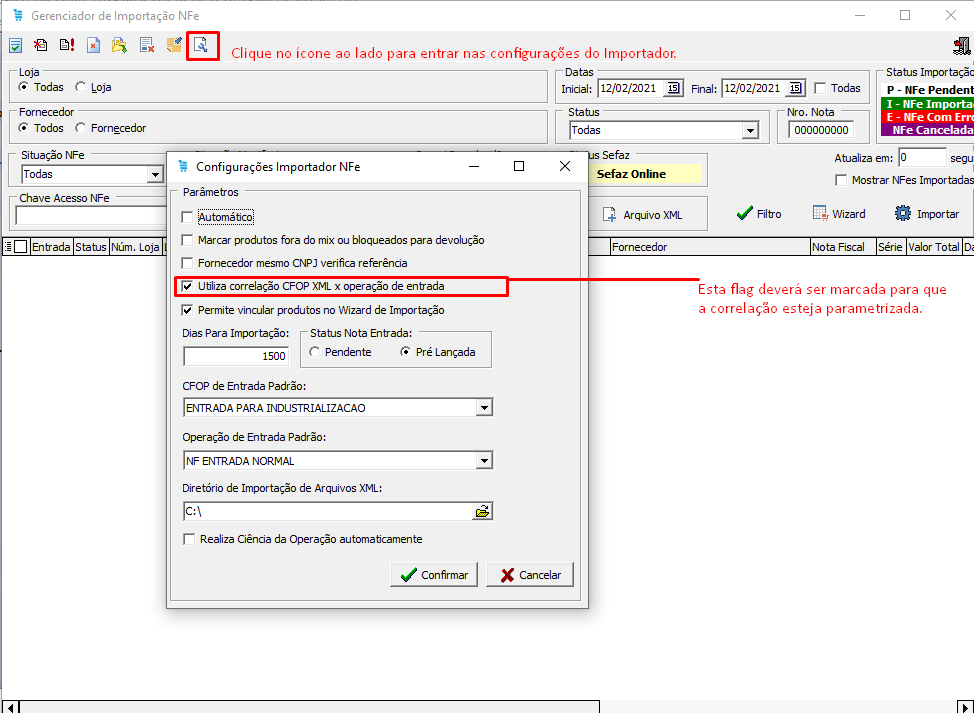 Gerenciador de Importação NFe
Clique no ícone ao lado para entrar nas configurações do Importador.
Loja
Todas
Loja
Datas
Inicial: 12/02/2021 15 Final: 12/02/2021 15 Todas
Status Importação
P - NFe Pendent
I - NFe Importa
E - NFe Com Erro
NFe Cancelada
Fornecedor
Todos
Fornecedor
Status
Todas
Nro. Nota
000000000
Situação NFe
Todas
Status Sefaz
Sefaz Online
Atualiza em: 0 segu
Mostrar NFes Importadas
Chave Acesso NFe
Arquivo XML
Filtro
Wizard
Importar
Entrada Status Núm. Loja Fornecedor Nota Fiscal Série Valor Total Da
Configurações Importador NFe
Parâmetros
Automático
Marcar produtos fora do mix ou bloqueados para devolução
Fornecedor mesmo CNPJ verifica referência
Utiliza correlação CFOP XML x operação de entrada
Esta flag deverá ser marcada para que
a correlação esteja parametrizada.
Permite vincular produtos no Wizard de Importação
Dias Para Importação:
1500
Status Nota Entrada:
Pendente
Pré Lançada
CFOP de Entrada Padrão:
ENTRADA PARA INDUSTRIALIZACAO
Operação de Entrada Padrão:
NF ENTRADA NORMAL
Diretório de Importação de Arquivos XML:
C:\
Realiza Ciência da Operação automaticamente
Confirmar
Cancelar